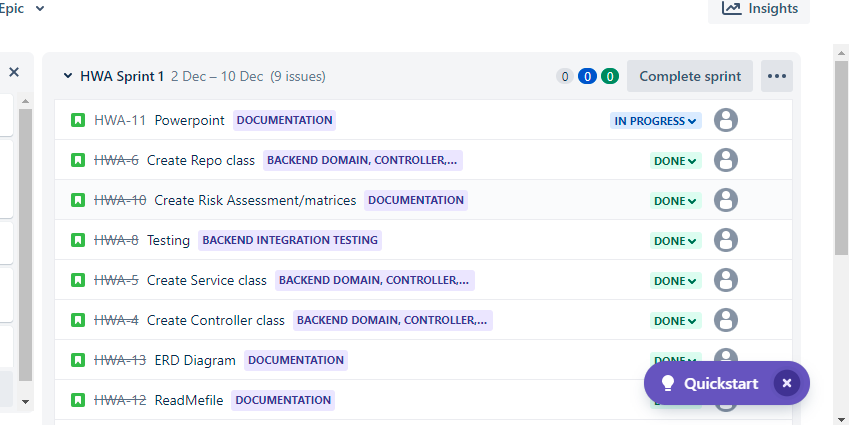 Epic
Insights
HWA Sprint 1 2 Dec – 10 Dec (9 issues) 0 0 0 Complete sprint
HWA-11 Powerpoint DOCUMENTATION IN PROGRESS
HWA-6 Create Repo class BACKEND DOMAIN, CONTROLLER,... DONE
HWA-10 Create Risk Assessment/matrices DOCUMENTATION DONE
HWA-8 Testing BACKEND INTEGRATION TESTING DONE
HWA-5 Create Service class BACKEND DOMAIN, CONTROLLER,... DONE
HWA-4 Create Controller class BACKEND DOMAIN, CONTROLLER,... DONE
HWA-13 ERD Diagram DOCUMENTATION DONE
Quickstart
HWA-12 ReadMefile DOCUMENTATION